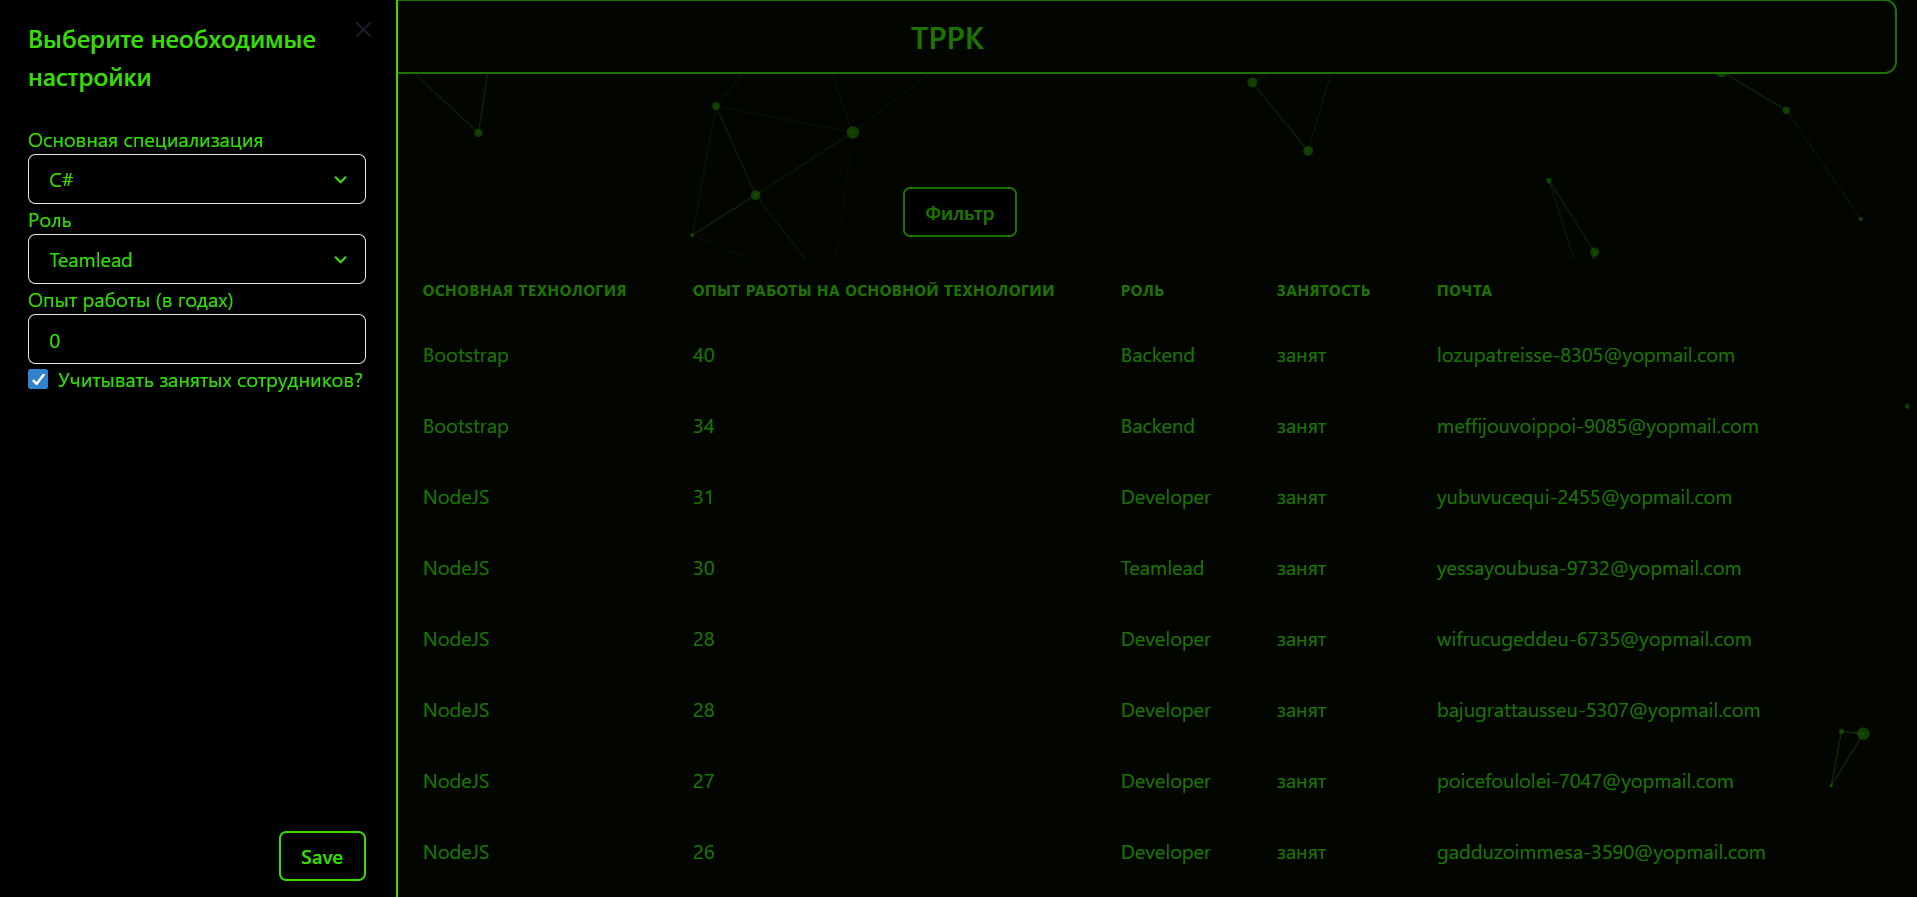 Выберите необходимые
настройки
Основная специализация
C#
Роль
Teamlead
Опыт работы (в годах)
0
Учитывать занятых сотрудников?
Save
ТРРК
Фильтр
ОСНОВНАЯ ТЕХНОЛОГИЯ ОПЫТ РАБОТЫ НА ОСНОВНОЙ ТЕХНОЛОГИИ РОЛЬ ЗАНЯТОСТЬ ПОЧТА
Bootstrap 40 Backend занят lozupatreisse-8305@yopmail.com
Bootstrap 34 Backend занят meffijouvoippoi-9085@yopmail.com
NodeJS 31 Developer занят yubuvucequi-2455@yopmail.com
NodeJS 30 Teamlead занят yessayoubusa-9732@yopmail.com
NodeJS 28 Developer занят wifrucugeddeu-6735@yopmail.com
NodeJS 28 Developer занят bajugrattausseu-5307@yopmail.com
NodeJS 27 Developer занят poicefoulolei-7047@yopmail.com
NodeJS 26 Developer занят gadduzoimmesa-3590@yopmail.com